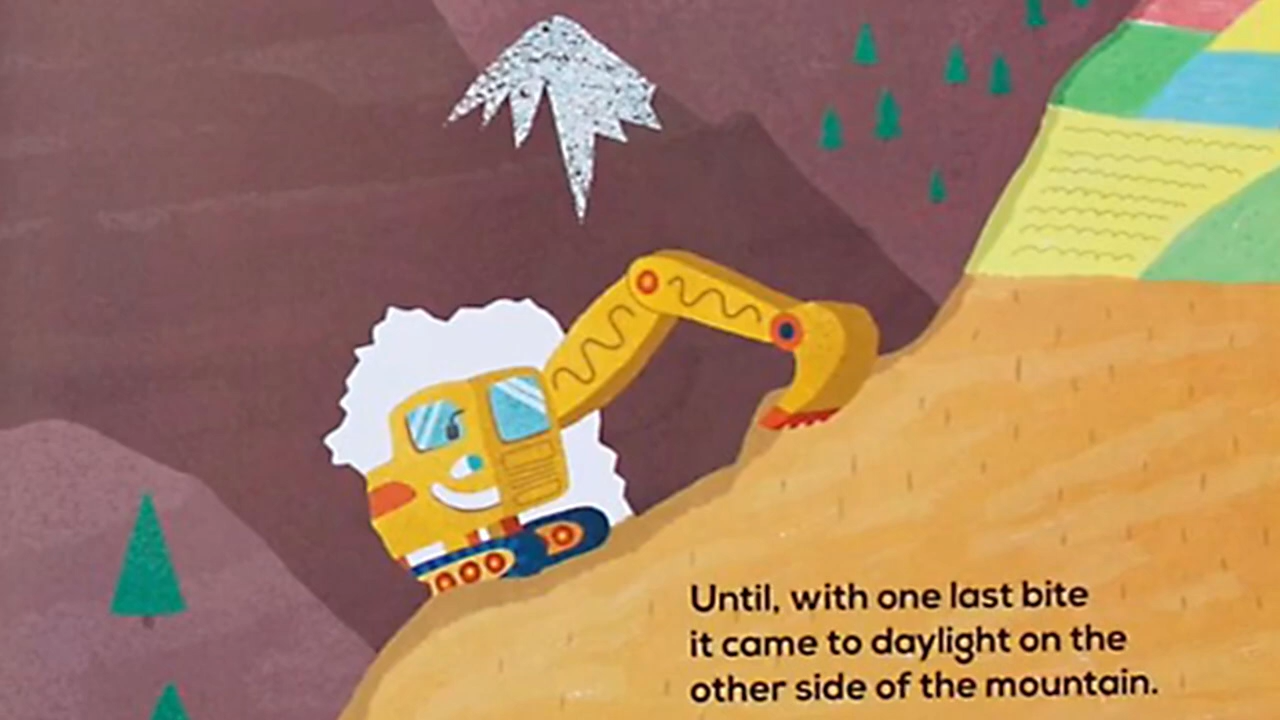 Until, with one last bite
it came to daylight on the
other side of the mountain.